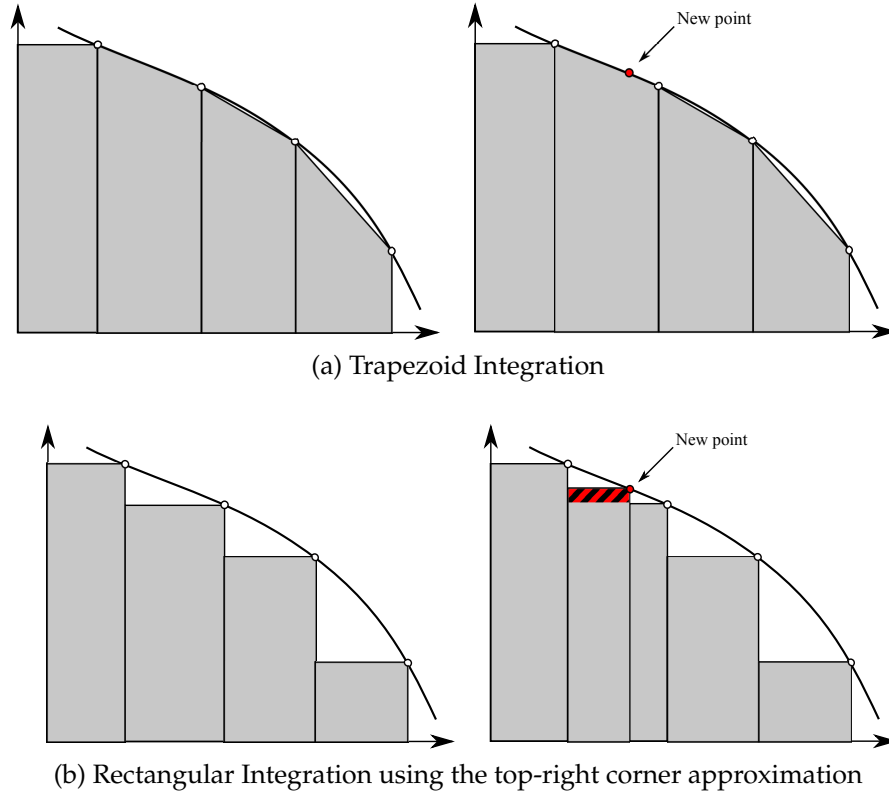 New point
(a) Trapezoid Integration
New point
(b) Rectangular Integration using the top-right corner approximation